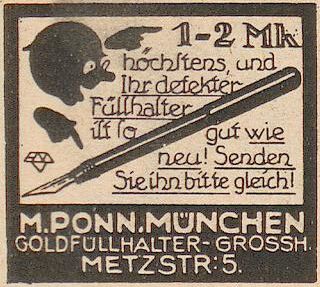 1-2 Mk
höchstens, und
Ihr defekter
Füllhalter
ist so gut wie
neu! Senden
Sie ihn bitte gleich!
M. PONN. MÜNCHEN
GOLDFÜLLHALTER-GROSSH.
METZSTR: 5.